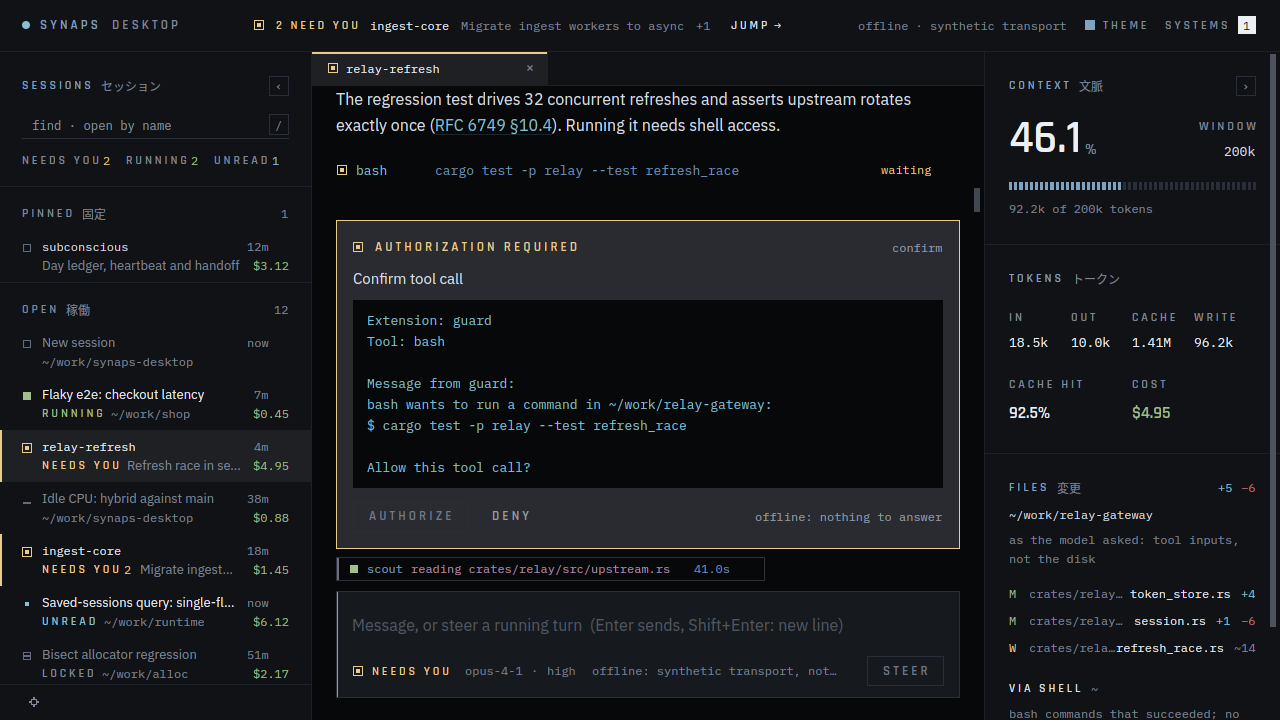 SYNAPS DESKTOP
2 NEED YOU ingest-core Migrate ingest workers to async +1 JUMP →
offline · synthetic transport THEME SYSTEMS 1
SESSIONS セッション ‹
find · open by name /
NEEDS YOU 2 RUNNING 2 UNREAD 1
PINNED 固定 1
subconscious 12m
Day ledger, heartbeat and handoff $3.12
OPEN 稼働 12
New session now
~/work/synaps-desktop
Flaky e2e: checkout latency 7m
RUNNING ~/work/shop $0.45
relay-refresh 4m
NEEDS YOU Refresh race in se… $4.95
Idle CPU: hybrid against main 38m
~/work/synaps-desktop $0.88
ingest-core 18m
NEEDS YOU 2 Migrate ingest… $1.45
Saved-sessions query: single-fl… now
UNREAD ~/work/runtime $6.12
Bisect allocator regression 51m
LOCKED ~/work/alloc $2.17
relay-refresh ×
The regression test drives 32 concurrent refreshes and asserts upstream rotates
exactly once (RFC 6749 §10.4). Running it needs shell access.
bash cargo test -p relay --test refresh_race waiting
AUTHORIZATION REQUIRED confirm
Confirm tool call
Extension: guard
Tool: bash
Message from guard:
bash wants to run a command in ~/work/relay-gateway:
$ cargo test -p relay --test refresh_race
Allow this tool call?
AUTHORIZE DENY offline: nothing to answer
scout reading crates/relay/src/upstream.rs 41.0s
Message, or steer a running turn (Enter sends, Shift+Enter: new line)
NEEDS YOU opus-4-1 · high offline: synthetic transport, not… STEER
CONTEXT 文脈 ›
46.1% WINDOW
200k
92.2k of 200k tokens
TOKENS トークン
IN OUT CACHE WRITE
18.5k 10.0k 1.41M 96.2k
CACHE HIT COST
92.5% $4.95
FILES 変更 +5 −6
~/work/relay-gateway
as the model asked: tool inputs,
not the disk
M crates/relay… token_store.rs +4
M crates/relay… session.rs +1 −6
W crates/rela…refresh_race.rs ~14
VIA SHELL ~
bash commands that succeeded; no